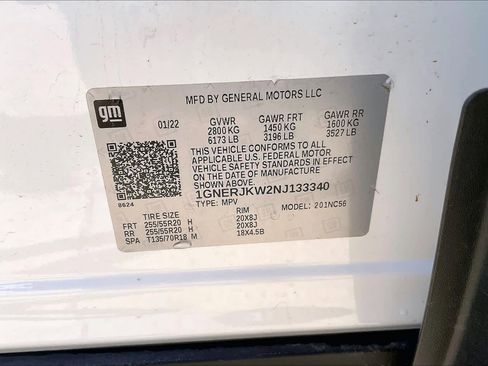 gm
MFD BY GENERAL MOTORS LLC
01/22 GVWR GAWR FRT GAWR RR
2800 KG 1450 KG 1600 KG
6173 LB 3196 LB 3527 LB
THIS VEHICLE CONFORMS TO ALL
APPLICABLE U.S. FEDERAL MOTOR
VEHICLE SAFETY STANDARDS IN EFFECT
ON THE DATE OF MANUFACTURE
SHOWN ABOVE.
1GNERJKW2NJ133340
8624 TYPE: MPV MODEL: 201NC56
TIRE SIZE RIM
FRT 255/55R20 H 20X8J
RR 255/55R20 H 20X8J
SPA T135/70R18 M 18X4.5B